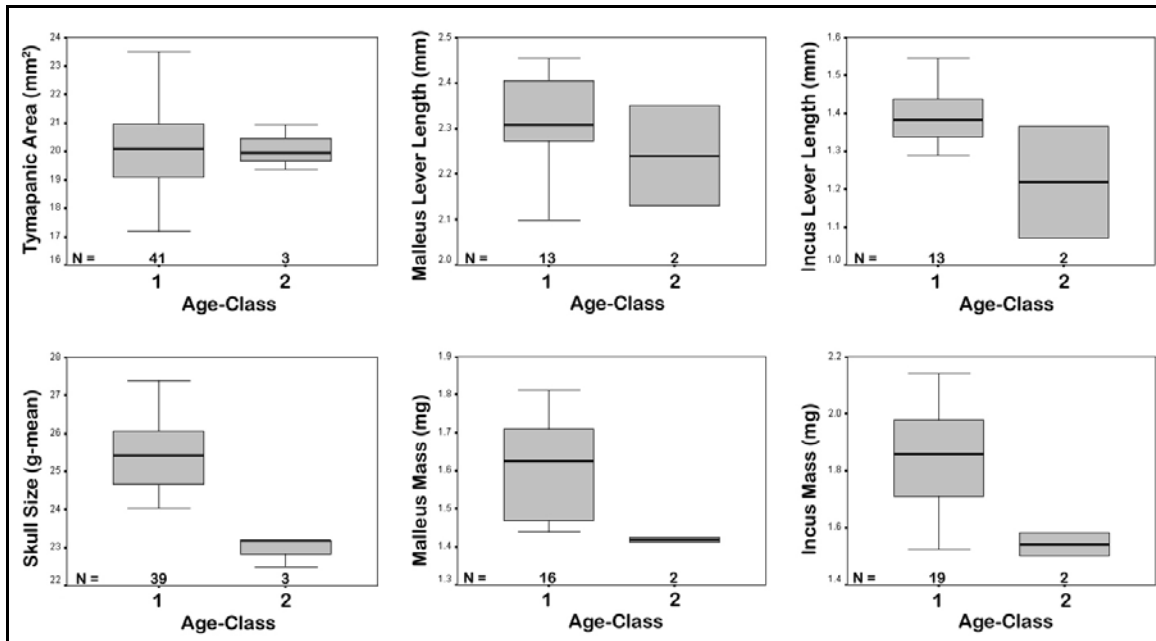 Tymapanic Area (mm²)
24
23
22
21
20
19
18
17
16
N = 41 3
1 2
Age-Class
Malleus Lever Length (mm)
2.5
2.4
2.3
2.2
2.1
2.0
N = 13 2
1 2
Age-Class
Incus Lever Length (mm)
1.6
1.5
1.4
1.3
1.2
1.1
1.0
N = 13 2
1 2
Age-Class
Skull Size (g-mean)
28
27
26
25
24
23
22
N = 39 3
1 2
Age-Class
Malleus Mass (mg)
1.9
1.8
1.7
1.6
1.5
1.4
1.3
N = 16 2
1 2
Age-Class
Incus Mass (mg)
2.2
2.0
1.8
1.6
1.4
N = 19 2
1 2
Age-Class